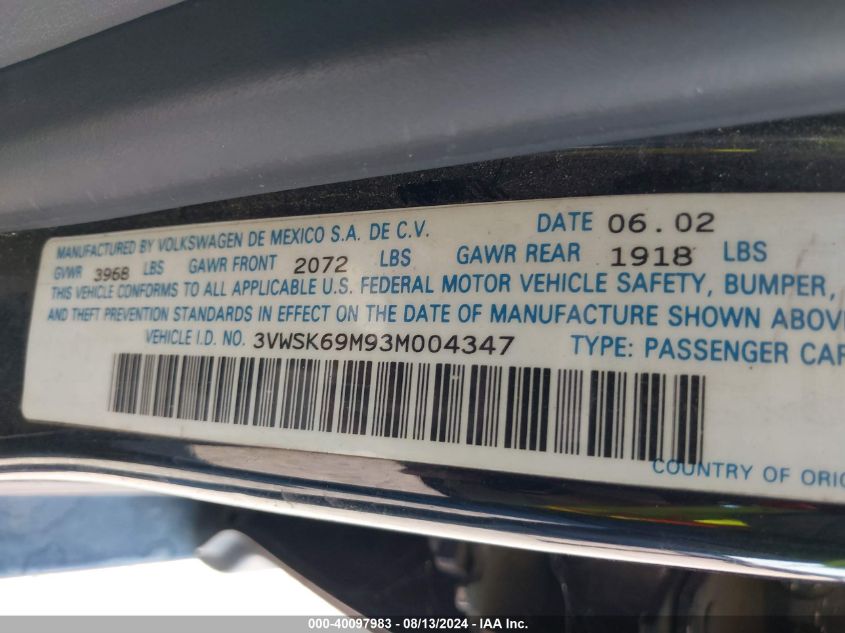 MANUFACTURED BY VOLKSWAGEN DE MEXICO S.A. DE C.V. DATE 06.02
GVWR 3968 LBS GAWR FRONT 2072 LBS GAWR REAR 1918 LBS
THIS VEHICLE CONFORMS TO ALL APPLICABLE U.S. FEDERAL MOTOR VEHICLE SAFETY, BUMPER,
AND THEFT PREVENTION STANDARDS IN EFFECT ON THE DATE OF MANUFACTURE SHOWN ABOVE
VEHICLE I.D. NO. 3VWSK69M93M004347 TYPE: PASSENGER CAR
COUNTRY OF ORIG
000-40097983 - 08/13/2024 - IAA Inc.